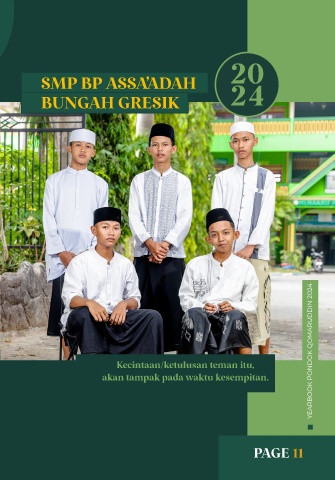 SMP BP ASSA'ADAH
BUNGAH GRESIK
20
24
Kecintaan/ketulusan teman itu,
akan tampak pada waktu kesempitan.
YEARBOOK PONDOK QOMARUDDIN 2024
PAGE 11